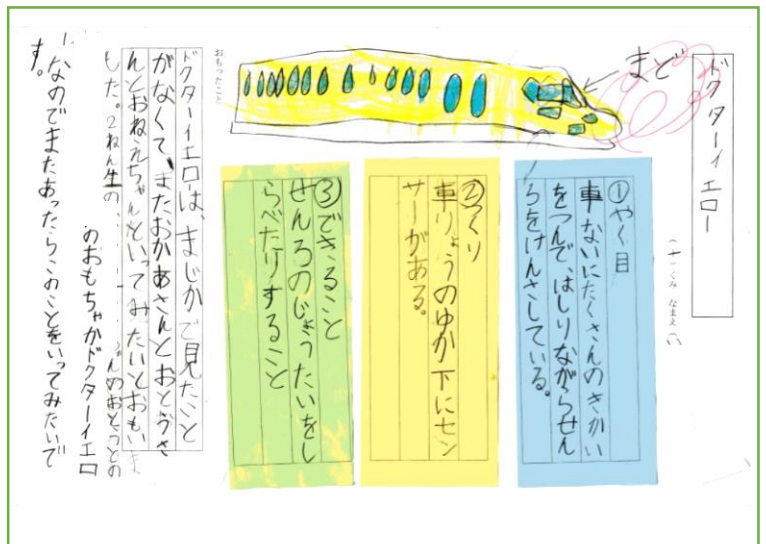 ドクターイエロー
くみ なまえ
まど
①やく目
車ないにたくさんのきかい
をつんで、はしりながらせん
ろをけんさしている。
②つくり
車りょうのゆか下にセン
サーがある。
③できること
せんろのじょうたいをし
らべたりすること
おもったこと
ドクターイエローは、まじかで見たこと
がなくて、またおかあさんとおとうさ
んとおねえちゃんといってみたいとおもいま
した。2ねん生の
んのおとうとの
のおもちゃがドクターイエロ
ーなのでまたあったらこのことをいってみたいで
す。